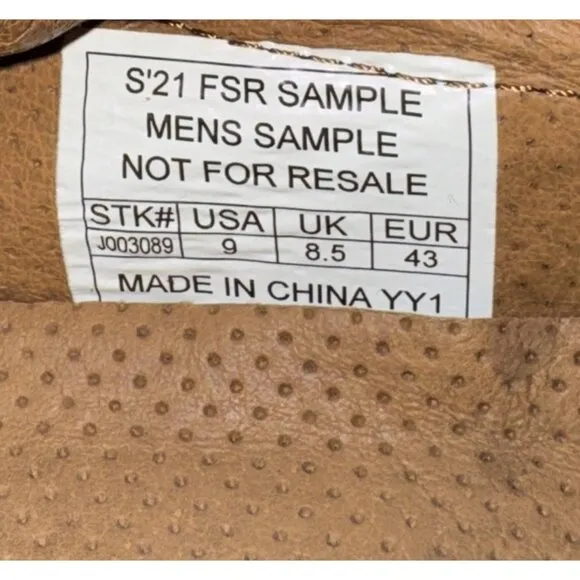 S'21 FSR SAMPLE
MENS SAMPLE
NOT FOR RESALE
STK# USA UK EUR
J003089 9 8.5 43
MADE IN CHINA YY1